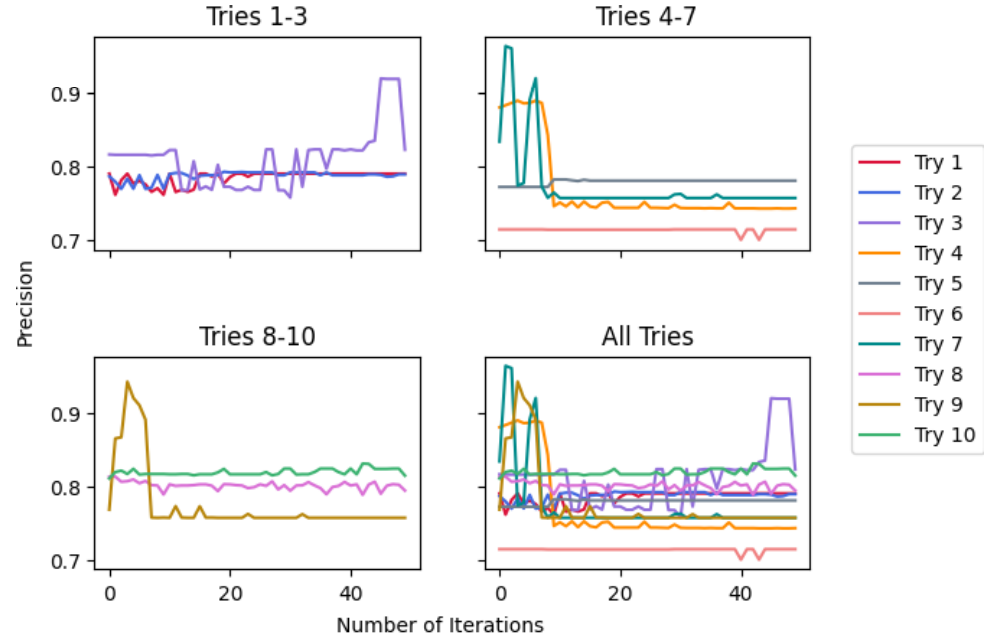 Tries 1-3
Tries 4-7
0.9
0.8
0.7
Precision
Tries 8-10
All Tries
0.9
0.8
0.7
0
20
40
0
20
40
Number of Iterations
Try 1
Try 2
Try 3
Try 4
Try 5
Try 6
Try 7
Try 8
Try 9
Try 10